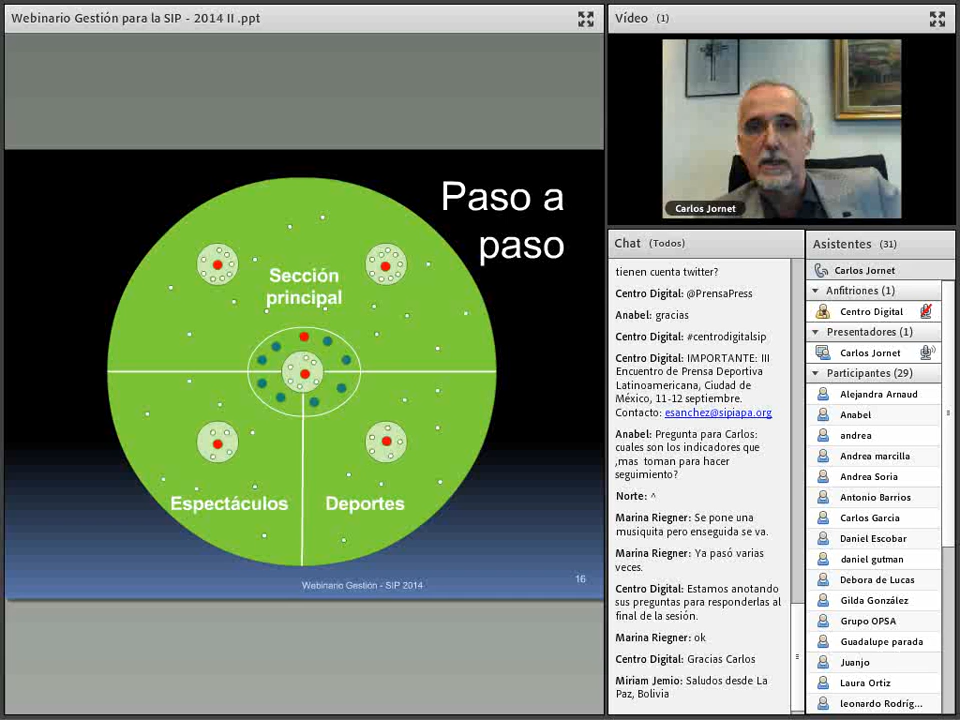 Webinario Gestión para la SIP - 2014 II .ppt
Paso a
paso
Sección
principal
Espectáculos
Deportes
Webinario Gestión - SIP 2014
16
Vídeo (1)
Carlos Jornet
Chat (Todos)
tienen cuenta twitter?
Centro Digital: @PrensaPress
Anabel: gracias
Centro Digital: #centrodigitalsip
Centro Digital: IMPORTANTE: III
Encuentro de Prensa Deportiva
Latinoamericana, Ciudad de
México, 11-12 septiembre.
Contacto: esanchez@sipiapa.org
Anabel: Pregunta para Carlos:
cuales son los indicadores que
,mas toman para hacer
seguimiento?
Norte: ^
Marina Riegner: Se pone una
musiquita pero enseguida se va.
Marina Riegner: Ya pasó varias
veces.
Centro Digital: Estamos anotando
sus preguntas para responderlas al
final de la sesión.
Marina Riegner: ok
Centro Digital: Gracias Carlos
Miriam Jemio: Saludos desde La
Paz, Bolivia
Asistentes (31)
Carlos Jornet
Anfitriones (1)
Centro Digital
Presentadores (1)
Carlos Jornet
Participantes (29)
Alejandra Arnaud
Anabel
andrea
Andrea marcilla
Andrea Soria
Antonio Barrios
Carlos Garcia
Daniel Escobar
daniel gutman
Debora de Lucas
Gilda González
Grupo OPSA
Guadalupe parada
Juanjo
Laura Ortiz
leonardo Rodríg...